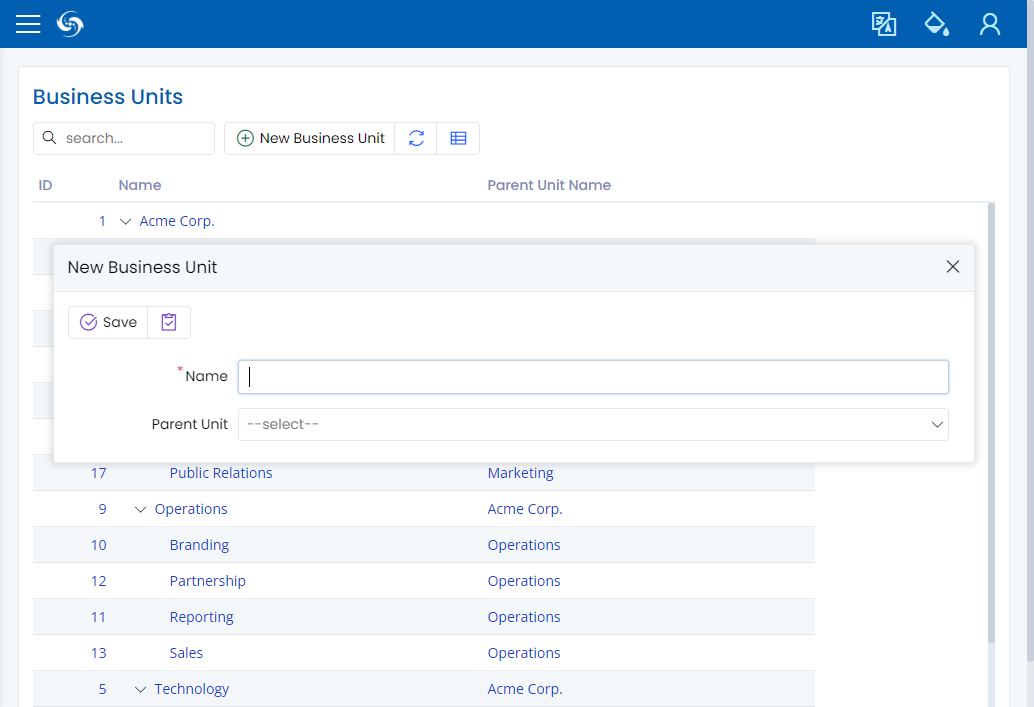 Business Units
search...
New Business Unit
ID Name Parent Unit Name
1 Acme Corp.
New Business Unit
Save
*Name
Parent Unit --select--
17 Public Relations Marketing
9 Operations Acme Corp.
10 Branding Operations
12 Partnership Operations
11 Reporting Operations
13 Sales Operations
5 Technology Acme Corp.